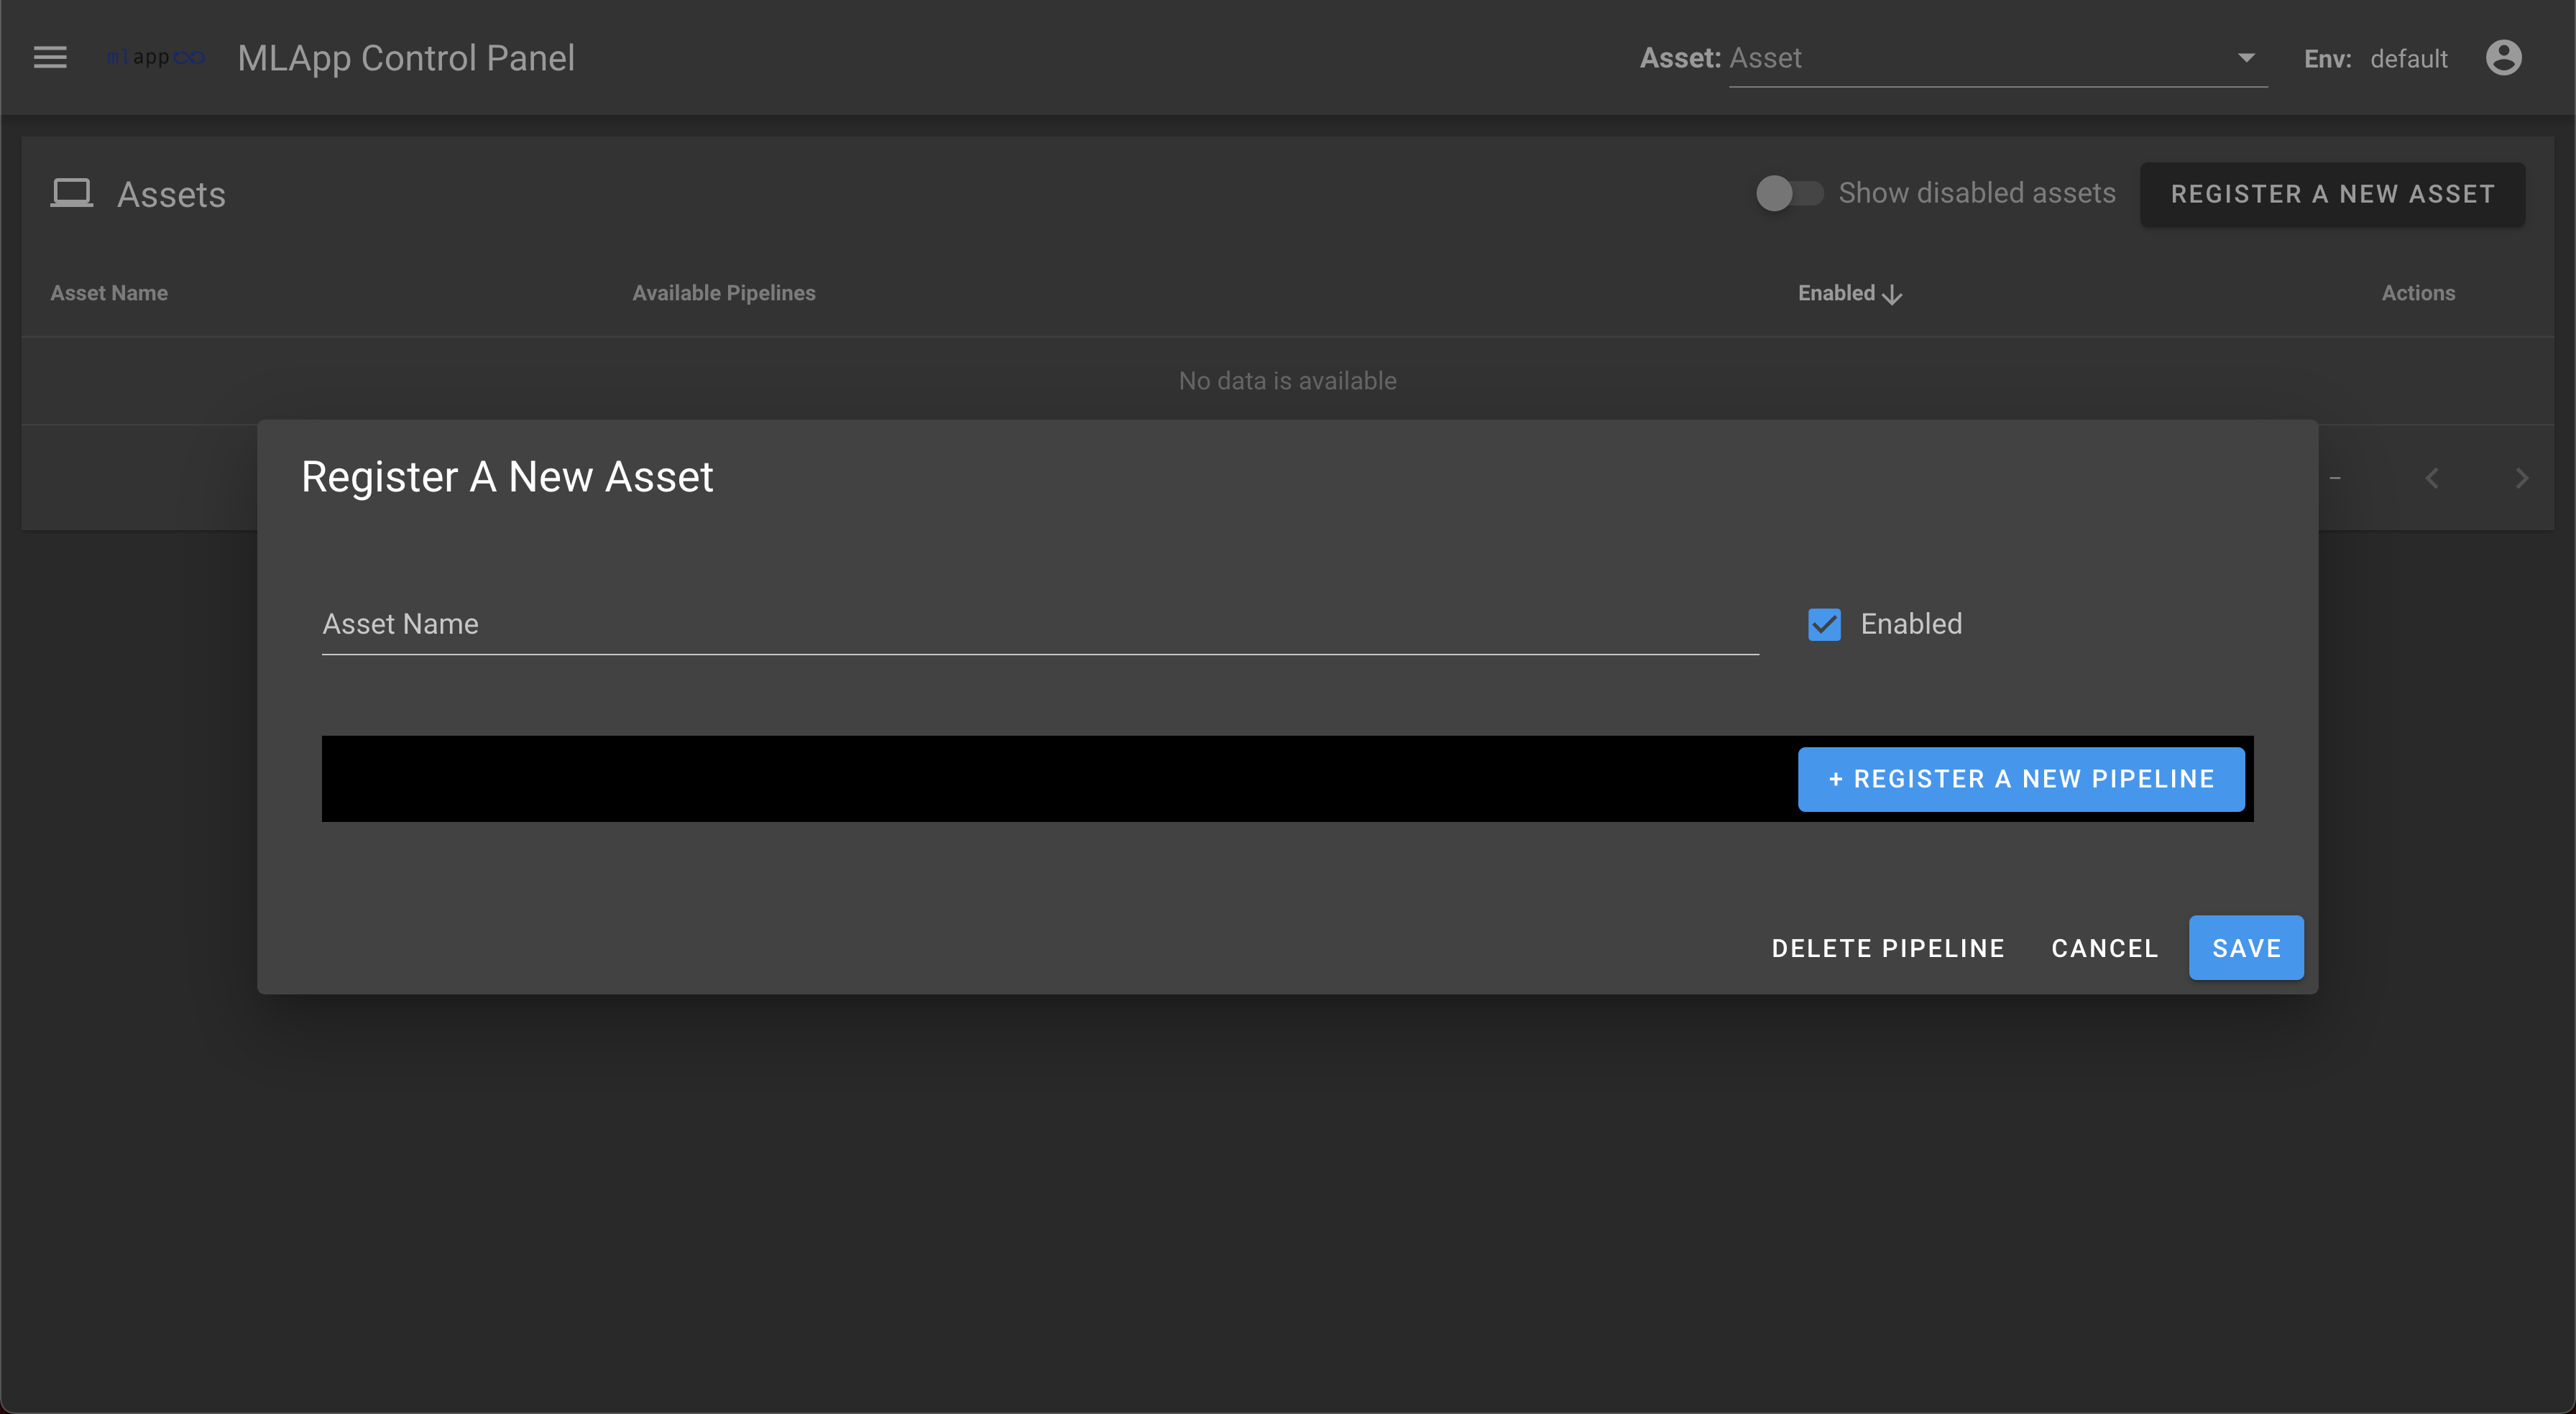 mlapp MLApp Control Panel Asset: Asset Env: default
Assets Show disabled assets REGISTER A NEW ASSET
Asset Name Available Pipelines Enabled Actions
No data is available
–
Register A New Asset
Asset Name Enabled
+ REGISTER A NEW PIPELINE
DELETE PIPELINE CANCEL SAVE